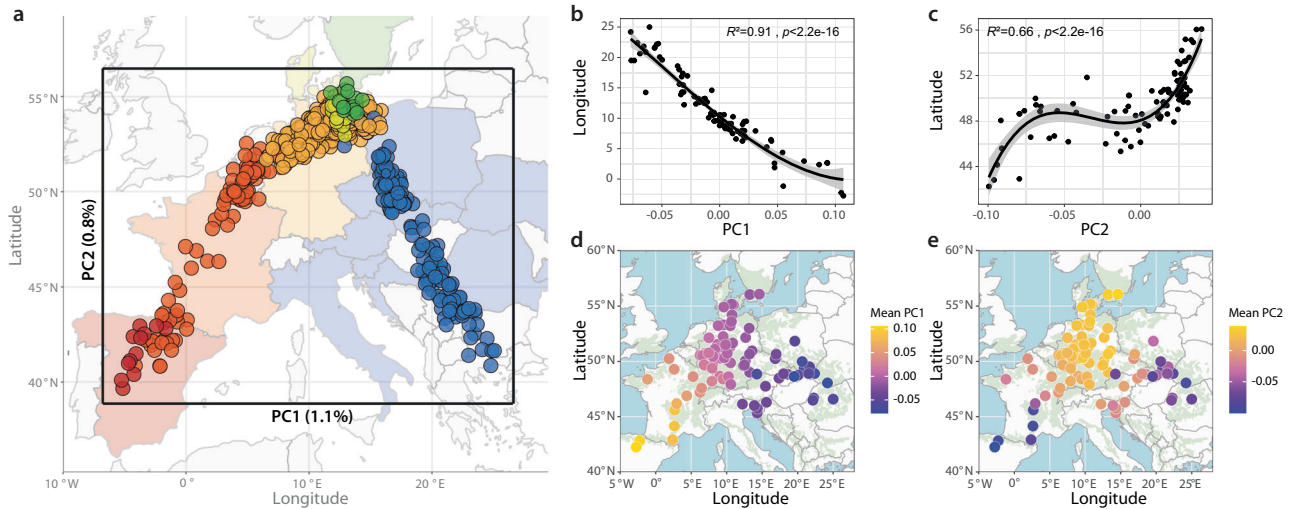 a
55°N
50°N
45°N
40°N
10°W
0°
10°E
20°E
Latitude
Longitude
PC2 (0.8%)
PC1 (1.1%)
b
R²=0.91 , p<2.2e-16
25
20
15
10
5
0
Longitude
-0.05
0.00
0.05
0.10
PC1
c
R²=0.66 , p<2.2e-16
56
52
48
44
Latitude
-0.10
-0.05
0.00
PC2
d
60°N
55°N
50°N
45°N
40°N
Latitude
5°W
0°
5°E
10°E
15°E
20°E
25°E
Longitude
Mean PC1
0.10
0.05
0.00
-0.05
e
60°N
55°N
50°N
45°N
40°N
Latitude
5°W
0°
5°E
10°E
15°E
20°E
25°E
Longitude
Mean PC2
0.00
-0.05